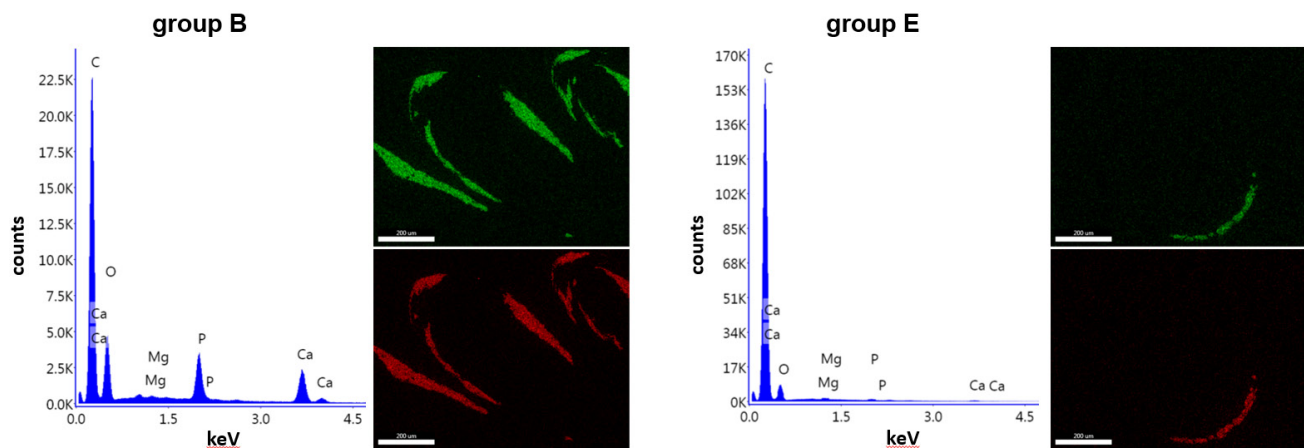 group B
group E
C
22.5K
20.0K
17.5K
15.0K
12.5K
10.0K
7.5K
5.0K
2.5K
0.0K
O
Ca
Ca
Mg
Mg
P
P
Ca
Ca
0.0
1.5
3.0
4.5
counts
keV
200 um
200 um
170K
153K
136K
119K
102K
85K
68K
51K
34K
17K
0K
C
Ca
Ca
O
Mg
Mg
P
P
Ca Ca
0.0
1.5
3.0
4.5
counts
keV
200 um
200 um